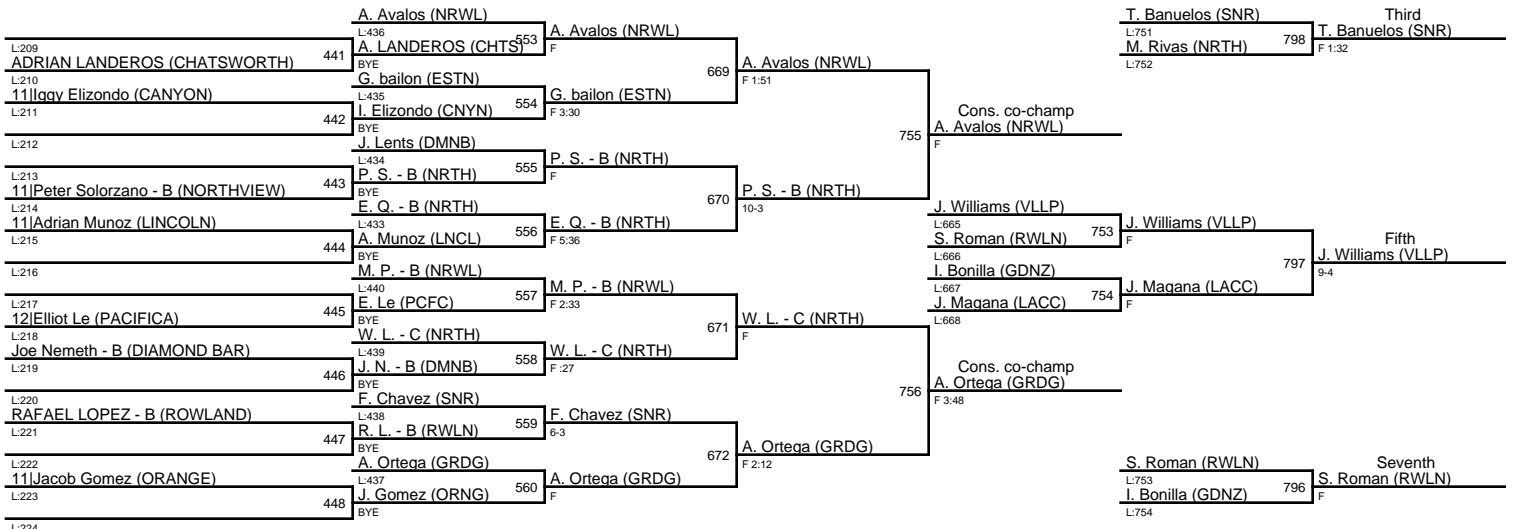 A. Avalos (NRWL)
L:436
553
A. Avalos (NRWL)
F
L:209
ADRIAN LANDEROS (CHATSWORTH)
L:210
441
A. LANDEROS (CHTS)
BYE
669
A. Avalos (NRWL)
F 1:51
G. bailon (ESTN)
L:435
554
G. bailon (ESTN)
F 3:30
11|Iggy Elizondo (CANYON)
L:211
442
I. Elizondo (CNYN)
BYE
L:212
755
Cons. co-champ
A. Avalos (NRWL)
F
J. Lents (DMNB)
L:434
555
P. S. - B (NRTH)
F
L:213
11|Peter Solorzano - B (NORTHVIEW)
L:214
443
P. S. - B (NRTH)
BYE
670
P. S. - B (NRTH)
10-3
E. Q. - B (NRTH)
L:433
556
E. Q. - B (NRTH)
F 5:36
11|Adrian Munoz (LINCOLN)
L:215
444
A. Munoz (LNCL)
BYE
L:216
M. P. - B (NRWL)
L:440
557
M. P. - B (NRWL)
F 2:33
L:217
12|Elliot Le (PACIFICA)
L:218
445
E. Le (PCFC)
BYE
671
W. L. - C (NRTH)
F
W. L. - C (NRTH)
L:439
558
W. L. - C (NRTH)
F :27
Joe Nemeth - B (DIAMOND BAR)
L:219
446
J. N. - B (DMNB)
BYE
L:220
756
Cons. co-champ
A. Ortega (GRDG)
F 3:48
F. Chavez (SNR)
L:438
559
F. Chavez (SNR)
6-3
RAFAEL LOPEZ - B (ROWLAND)
L:221
447
R. L. - B (RWLN)
BYE
L:222
672
A. Ortega (GRDG)
F 2:12
A. Ortega (GRDG)
L:437
560
A. Ortega (GRDG)
F
11|Jacob Gomez (ORANGE)
L:223
448
J. Gomez (ORNG)
BYE
L:224
T. Banuelos (SNR)
L:751
798
M. Rivas (NRTH)
L:752
Third
T. Banuelos (SNR)
F 1:32
J. Williams (VLLP)
L:665
753
S. Roman (RWLN)
L:666
J. Williams (VLLP)
F
I. Bonilla (GDNZ)
L:667
754
J. Magana (LACC)
L:668
J. Magana (LACC)
F
797
Fifth
J. Williams (VLLP)
9-4
S. Roman (RWLN)
L:753
796
I. Bonilla (GDNZ)
L:754
Seventh
S. Roman (RWLN)
F